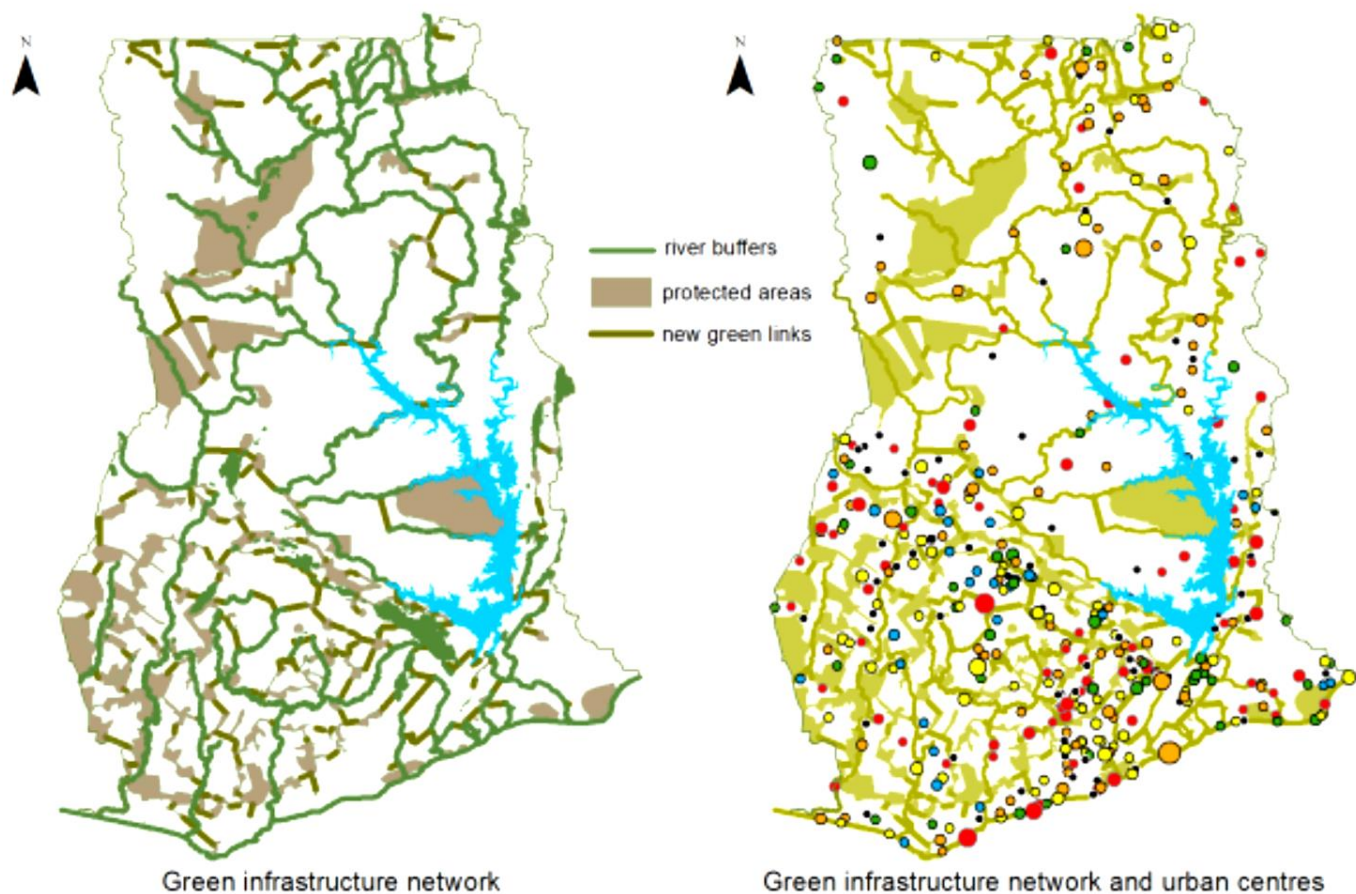 N
N
river buffers
protected areas
new green links
Green infrastructure network
Green infrastructure network and urban centres